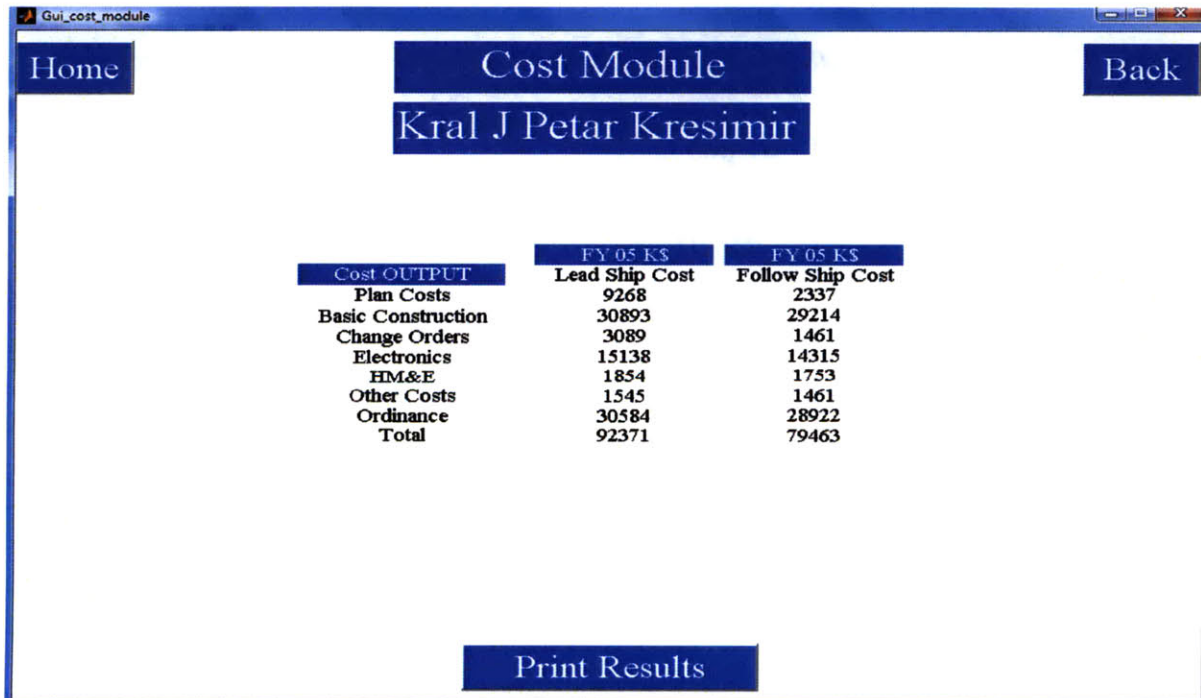 Gui_cost_module
Home
Cost Module
Back
Kral J Petar Kresimir
FY 05 K$ FY 05 K$
Cost OUTPUT Lead Ship Cost Follow Ship Cost
Plan Costs 9268 2337
Basic Construction 30893 29214
Change Orders 3089 1461
Electronics 15138 14315
HM&E 1854 1753
Other Costs 1545 1461
Ordinance 30584 28922
Total 92371 79463
Print Results